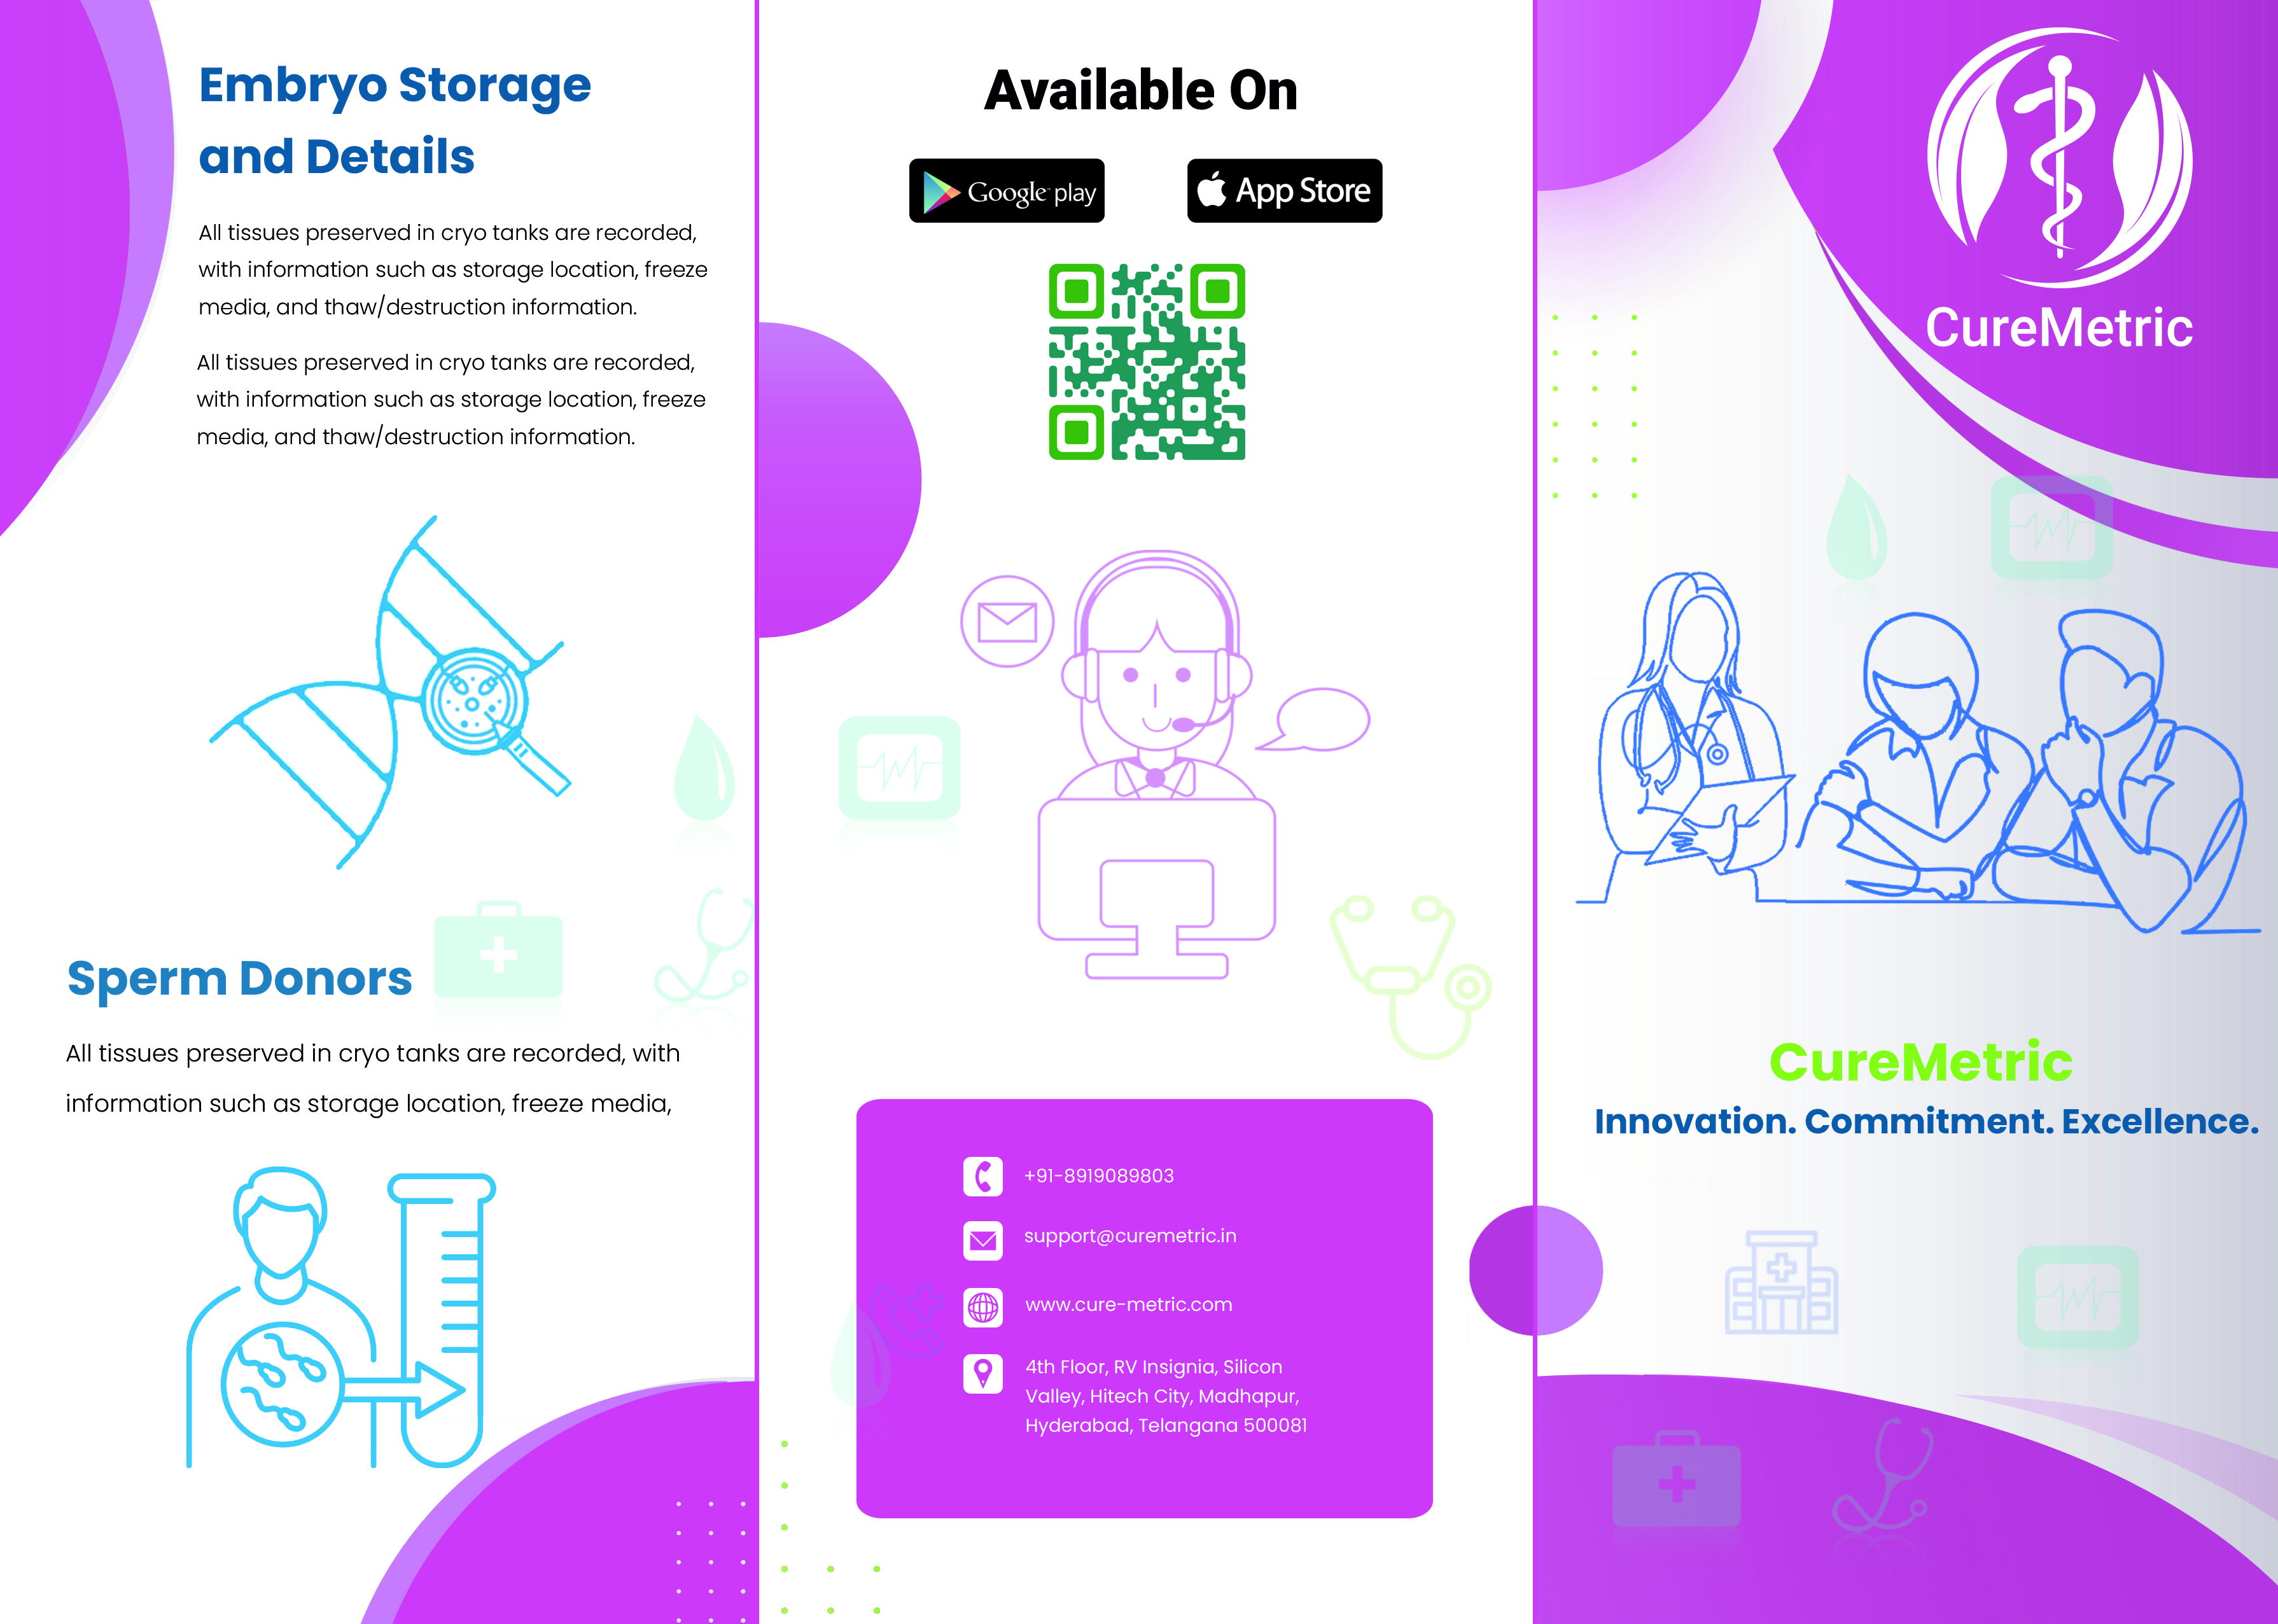 Embryo Storage
and Details
All tissues preserved in cryo tanks are recorded,
with information such as storage location, freeze
media, and thaw/destruction information.
All tissues preserved in cryo tanks are recorded,
with information such as storage location, freeze
media, and thaw/destruction information.
Sperm Donors
All tissues preserved in cryo tanks are recorded, with
information such as storage location, freeze media,
Available On
Google play
App Store
+91-8919089803
support@curemetric.in
www.cure-metric.com
4th Floor, RV Insignia, Silicon
Valley, Hitech City, Madhapur,
Hyderabad, Telangana 500081
CureMetric
CureMetric
Innovation. Commitment. Excellence.